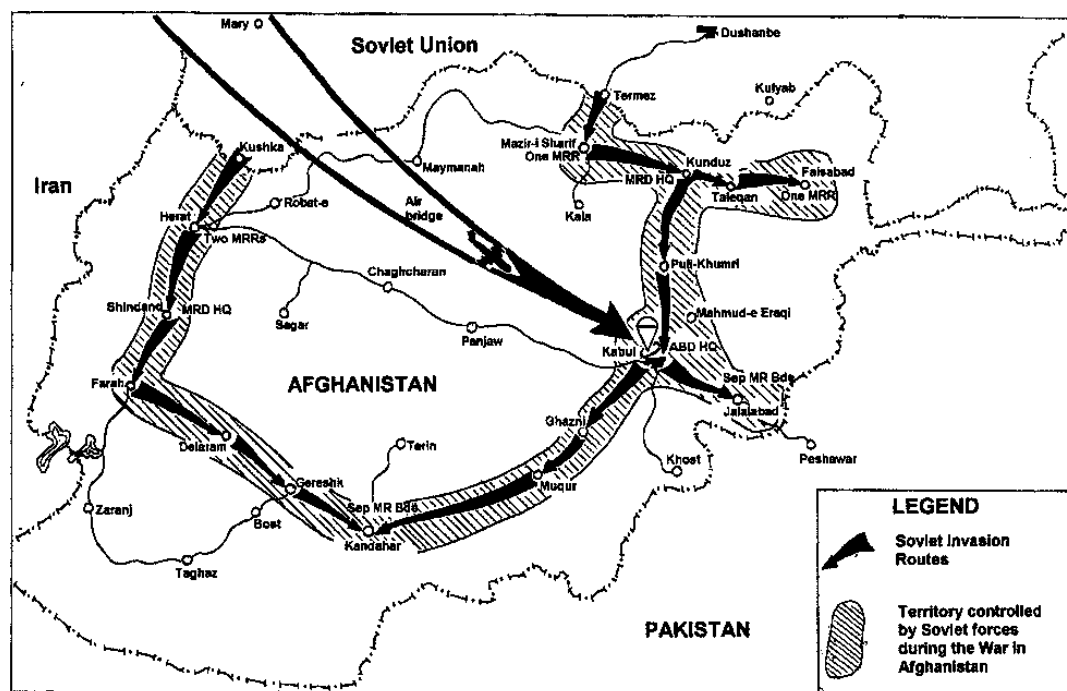 Mary
Soviet Union
Dushanbe
Kulyab
Termez
Kushka
Mazir-i Sharif
One MRR
Maymanah
Kunduz
MRD HQ
Faisabad
Taleqan
One MRR
Iran
Robat-e
Kala
Air
bridge
Herat
Two MRRs
Chaghcharan
Puli-Khumri
Shindand
MRD HQ
Sagar
Mahmud-e Eraqi
Panjaw
Kabul
ABD HQ
AFGHANISTAN
Farah
Sep MR Bde
Jalalabad
Ghazni
Delaram
Terin
Khost
Peshawar
Gereshk
Muqur
Zaranj
Bost
Sep MR Bde
Kandahar
Taghaz
PAKISTAN
LEGEND
Soviet Invasion
Routes
Territory controlled
by Soviet forces
during the War in
Afghanistan